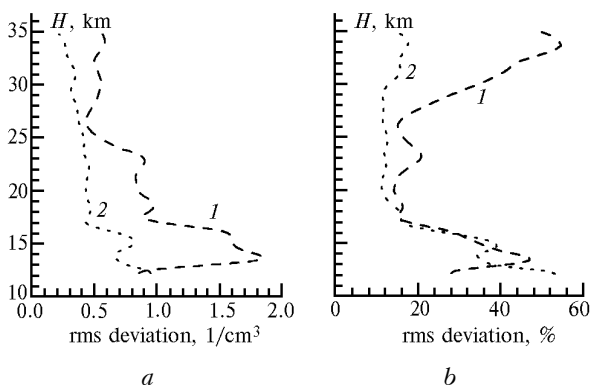 H, km
H, km
35
30
25
20
15
10
2
1
2
1
0.0 0.5 1.0 1.5 2.0
0 20 40 60
rms deviation, 1/cm³
rms deviation, %
a
b